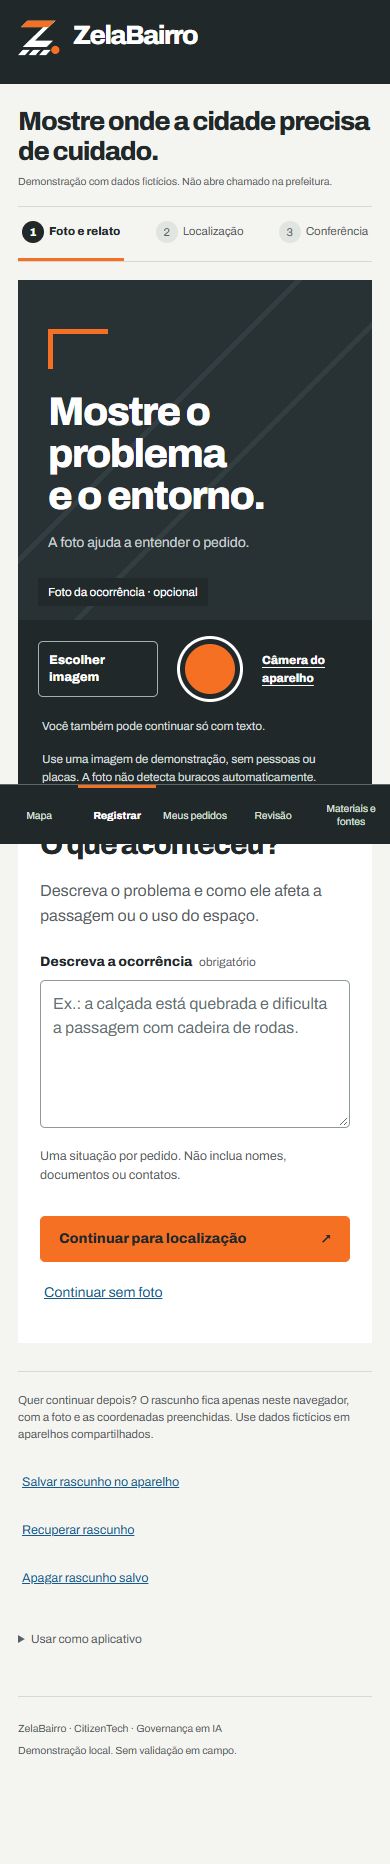 ZelaBairro
Mostre onde a cidade precisa
de cuidado.
Demonstração com dados fictícios. Não abre chamado na prefeitura.
1 Foto e relato
2 Localização
3 Conferência
Mostre o
problema
e o entorno.
A foto ajuda a entender o pedido.
Foto da ocorrência · opcional
Escolher
imagem
Câmera do
aparelho
Você também pode continuar só com texto.
Use uma imagem de demonstração, sem pessoas ou
placas. A foto não detecta buracos automaticamente.
Mapa
Registrar
Meus pedidos
Revisão
Materiais e
fontes
O que aconteceu?
Descreva o problema e como ele afeta a
passagem ou o uso do espaço.
Descreva a ocorrência obrigatório
Ex.: a calçada está quebrada e dificulta
a passagem com cadeira de rodas.
Uma situação por pedido. Não inclua nomes,
documentos ou contatos.
Continuar para localização ↗
Continuar sem foto
Quer continuar depois? O rascunho fica apenas neste navegador,
com a foto e as coordenadas preenchidas. Use dados fictícios em
aparelhos compartilhados.
Salvar rascunho no aparelho
Recuperar rascunho
Apagar rascunho salvo
▶ Usar como aplicativo
ZelaBairro · CitizenTech · Governança em IA
Demonstração local. Sem validação em campo.